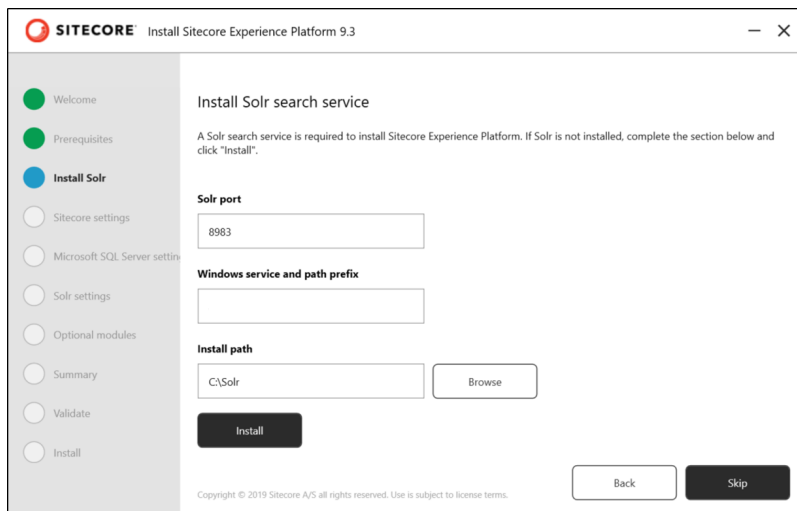 SITECORE Install Sitecore Experience Platform 9.3
Welcome
Prerequisites
Install Solr
Sitecore settings
Microsoft SQL Server settin
Solr settings
Optional modules
Summary
Validate
Install
Install Solr search service
A Solr search service is required to install Sitecore Experience Platform. If Solr is not installed, complete the section below and
click "Install".
Solr port
8983
Windows service and path prefix
Install path
C:\Solr
Browse
Install
Back
Skip
Copyright © 2019 Sitecore A/S all rights reserved. Use is subject to license terms.